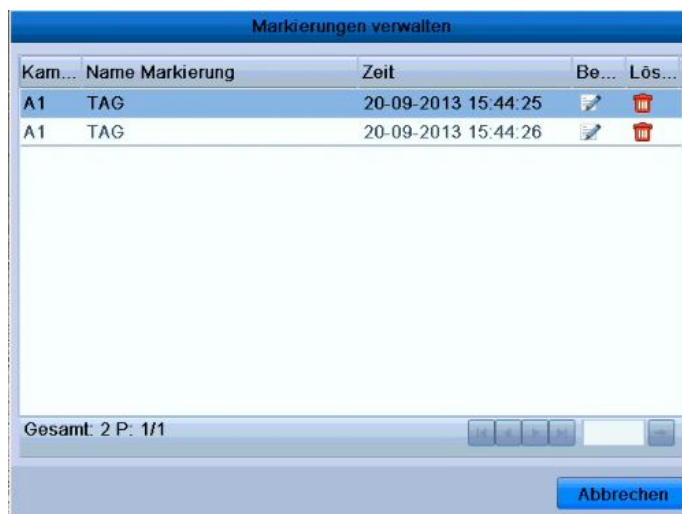 Markierungen verwalten
Kam... Name Markierung Zeit Be... Lös...
A1 TAG 20-09-2013 15:44:25
A1 TAG 20-09-2013 15:44:26
Gesamt: 2 P: 1/1
Abbrechen